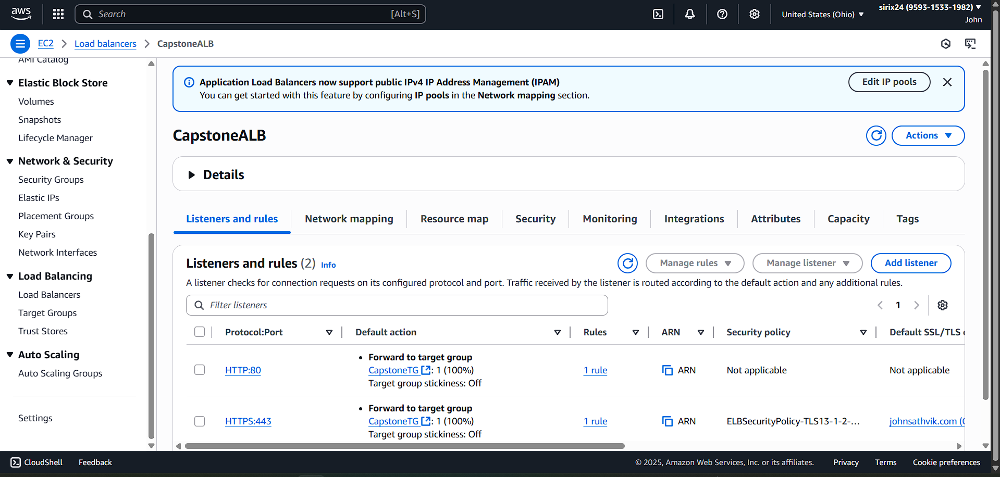 aws
Search [Alt+S]
United States (Ohio)
sirix24 (9593-1533-1982)
John
EC2 Load balancers CapstoneALB
AMI Catalog
Elastic Block Store
Volumes
Snapshots
Lifecycle Manager
Network & Security
Security Groups
Elastic IPs
Placement Groups
Key Pairs
Network Interfaces
Load Balancing
Load Balancers
Target Groups
Trust Stores
Auto Scaling
Auto Scaling Groups
Settings
Application Load Balancers now support public IPv4 IP Address Management (IPAM)
You can get started with this feature by configuring IP pools in the Network mapping section.
Edit IP pools
CapstoneALB
Actions
Details
Listeners and rules Network mapping Resource map Security Monitoring Integrations Attributes Capacity Tags
Listeners and rules (2) Info
Manage rules Manage listener Add listener
A listener checks for connection requests on its configured protocol and port. Traffic received by the listener is routed according to the default action and any additional rules.
Filter listeners
1
Protocol:Port Default action Rules ARN Security policy Default SSL/TLS
HTTP:80
• Forward to target group
CapstoneTG : 1 (100%)
Target group stickiness: Off
1 rule ARN Not applicable Not applicable
HTTPS:443
• Forward to target group
CapstoneTG : 1 (100%)
Target group stickiness: Off
1 rule ARN ELBSecurityPolicy-TLS13-1-2-... johnsathvik.com (
CloudShell Feedback
© 2025, Amazon Web Services, Inc. or its affiliates. Privacy Terms Cookie preferences